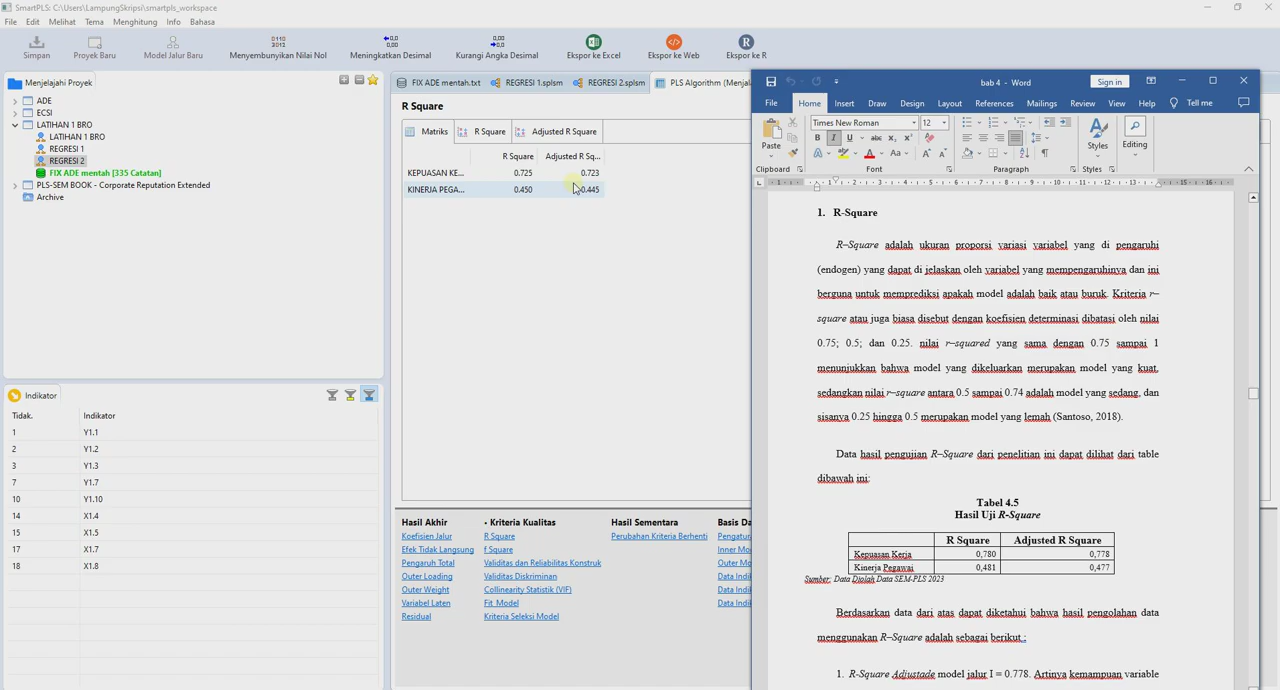 SmartPLS: C:\Users\LampungSkripsi\smartpls_workspace
File Edit Melihat Tema Menghitung Info Bahasa
Simpan Proyek Baru Model Jalur Baru Menyembunyikan Nilai Nol Meningkatkan Desimal Kurangi Angka Desimal Ekspor ke Excel Ekspor ke Web Ekspor ke R
Menjelajahi Proyek
ADE
ECSI
LATIHAN 1 BRO
LATIHAN 1 BRO
REGRESI 1
REGRESI 2
FIX ADE mentah [335 Catatan]
PLS-SEM BOOK - Corporate Reputation Extended
Archive
Indikator
Tidak. Indikator
1 Y1.1
2 Y1.2
3 Y1.3
7 Y1.7
10 Y1.10
14 X1.4
15 X1.5
17 X1.7
18 X1.8
FIX ADE mentah.txt REGRESI 1.splsm REGRESI 2.splsm PLS Algorithm (Menjal
R Square
Matriks R Square Adjusted R Square
R Square Adjusted R Sq...
KEPUASAN KE... 0.725 0.723
KINERJA PEGA... 0.450 0.445
Hasil Akhir
Koefisien Jalur
Efek Tidak Langsung
Pengaruh Total
Outer Loading
Outer Weight
Variabel Laten
Residual
Kriteria Kualitas
R Square
f Square
Validitas dan Reliabilitas Konstruk
Validitas Diskriminan
Collinearity Statistik (VIF)
Fit Model
Kriteria Seleksi Model
Hasil Sementara
Perubahan Kriteria Berhenti
Basis Da
Pengatur
Inner Mo
Outer Mo
Data Indi
Data Indi
Data Indi
bab 4 - Word Sign in
File Home Insert Draw Design Layout References Mailings Review View Help Tell me
Times New Roman 12
Paste Styles Editing
Clipboard Font Paragraph Styles
1. R-Square
R–Square adalah ukuran proporsi variasi variabel yang di pengaruhi
(endogen) yang dapat di jelaskan oleh variabel yang mempengaruhinya dan ini
berguna untuk memprediksi apakah model adalah baik atau buruk. Kriteria r–
square atau juga biasa disebut dengan koefisien determinasi dibatasi oleh nilai
0.75; 0.5; dan 0.25. nilai r–squared yang sama dengan 0.75 sampai 1
menunjukkan bahwa model yang dikeluarkan merupakan model yang kuat,
sedangkan nilai r–square antara 0.5 sampai 0.74 adalah model yang sedang, dan
sisanya 0.25 hingga 0.5 merupakan model yang lemah (Santoso, 2018).
Data hasil pengujian R–Square dari penelitian ini dapat dilihat dari table
dibawah ini:
Tabel 4.5
Hasil Uji R-Square
R Square Adjusted R Square
Kepuasan Kerja 0,780 0,778
Kinerja Pegawai 0,481 0,477
Sumber: Data Diolah Data SEM-PLS 2023
Berdasarkan data dari atas dapat diketahui bahwa hasil pengolahan data
menggunakan R–Square adalah sebagai berikut :
1. R-Square Adjustade model jalur I = 0.778. Artinya kemampuan variable